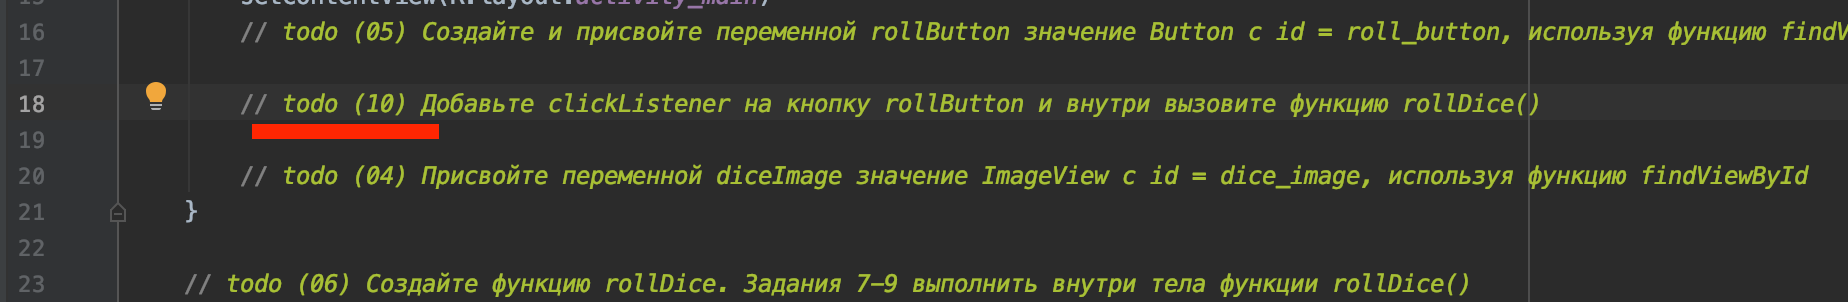 setContentView(R.layout.activity_main)
16 // todo (05) Создайте и присвойте переменной rollButton значение Button с id = roll_button, используя функцию findV
17
18 // todo (10) Добавьте clickListener на кнопку rollButton и внутри вызовите функцию rollDice()
19
20 // todo (04) Присвойте переменной diceImage значение ImageView с id = dice_image, используя функцию findViewById
21 }
22
23 // todo (06) Создайте функцию rollDice. Задания 7-9 выполнить внутри тела функции rollDice()